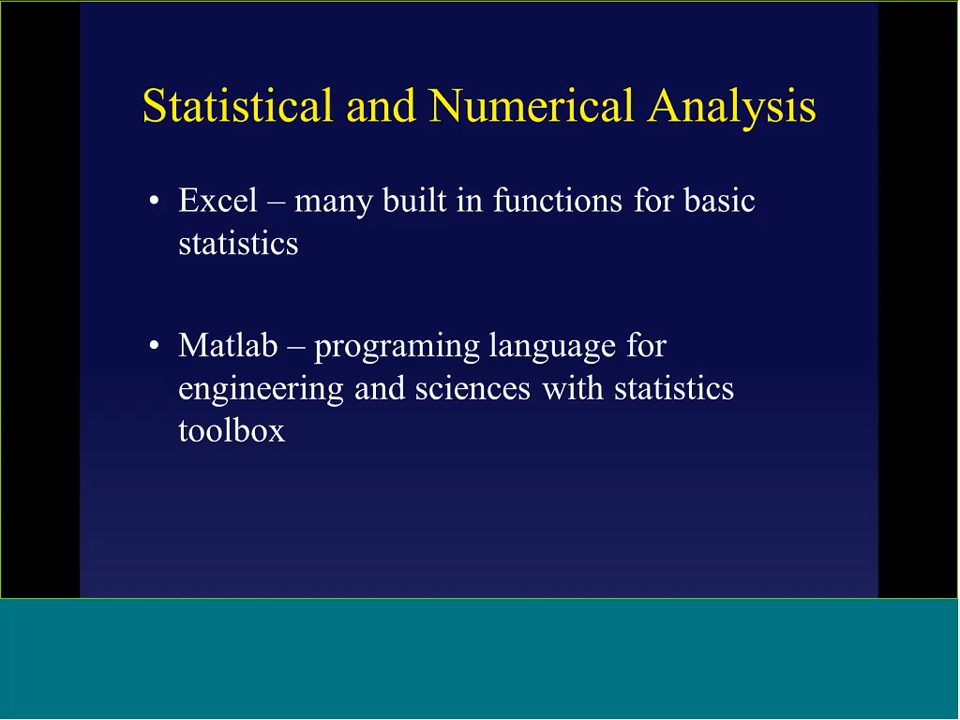 Statistical and Numerical Analysis
• Excel – many built in functions for basic
statistics
• Matlab – programing language for
engineering and sciences with statistics
toolbox